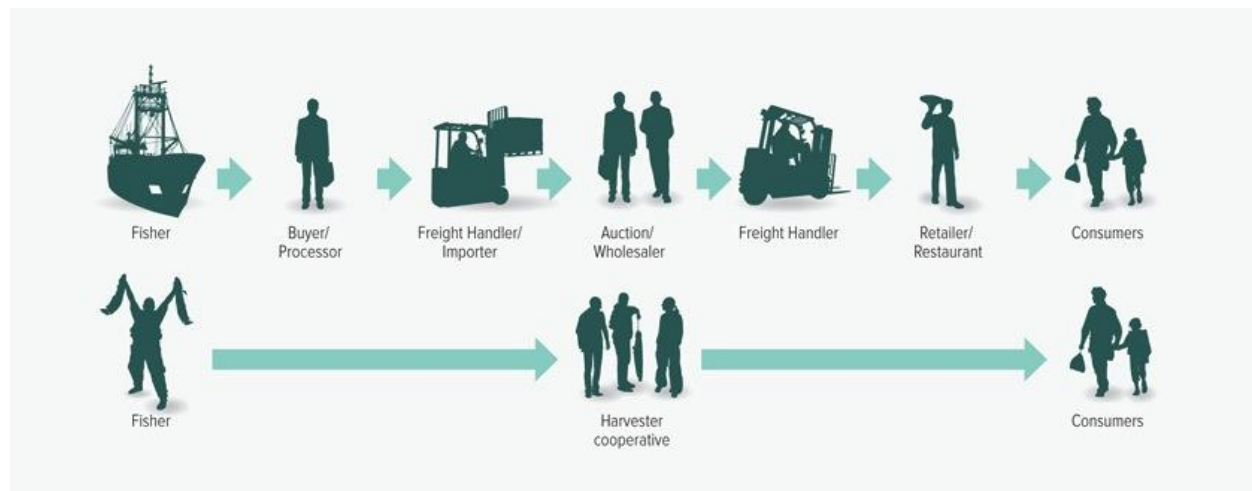 Fisher
Buyer/
Processor
Freight Handler/
Importer
Auction/
Wholesaler
Freight Handler
Retailer/
Restaurant
Consumers
Fisher
Harvester
cooperative
Consumers